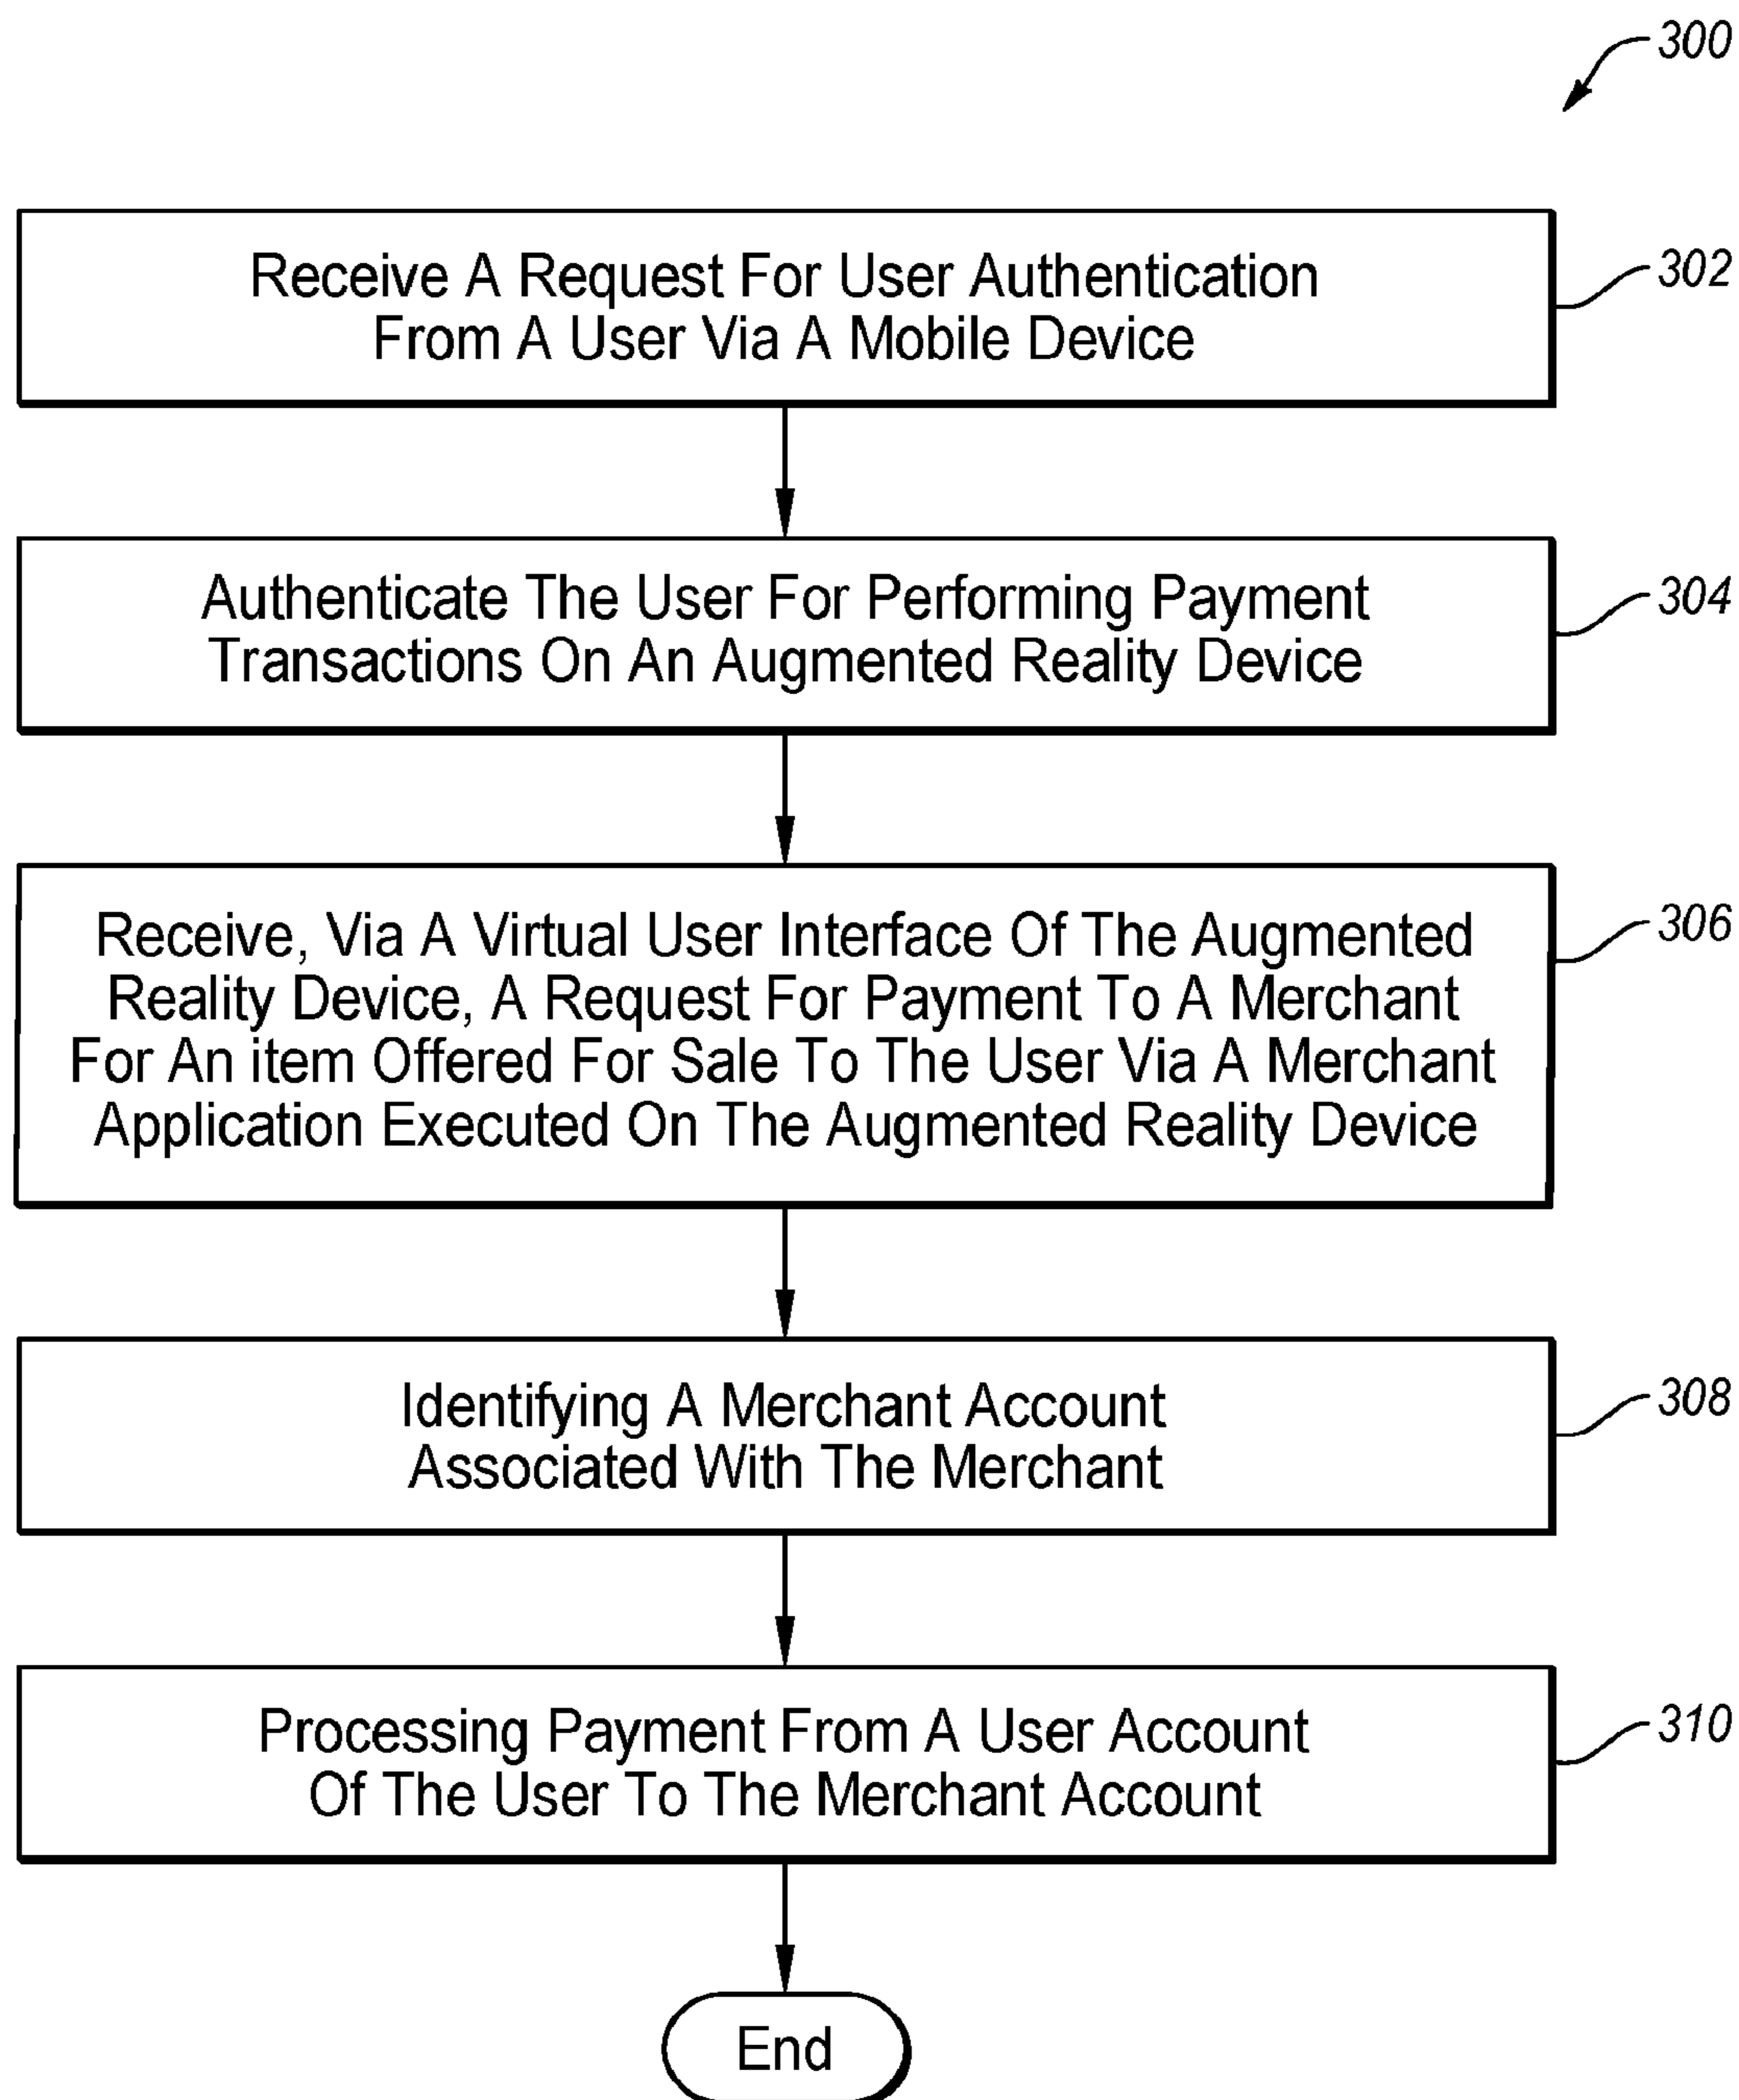 300
Receive A Request For User Authentication
From A User Via A Mobile Device
302
Authenticate The User For Performing Payment
Transactions On An Augmented Reality Device
304
Receive, Via A Virtual User Interface Of The Augmented
Reality Device, A Request For Payment To A Merchant
For An item Offered For Sale To The User Via A Merchant
Application Executed On The Augmented Reality Device
306
Identifying A Merchant Account
Associated With The Merchant
308
Processing Payment From A User Account
Of The User To The Merchant Account
310
End